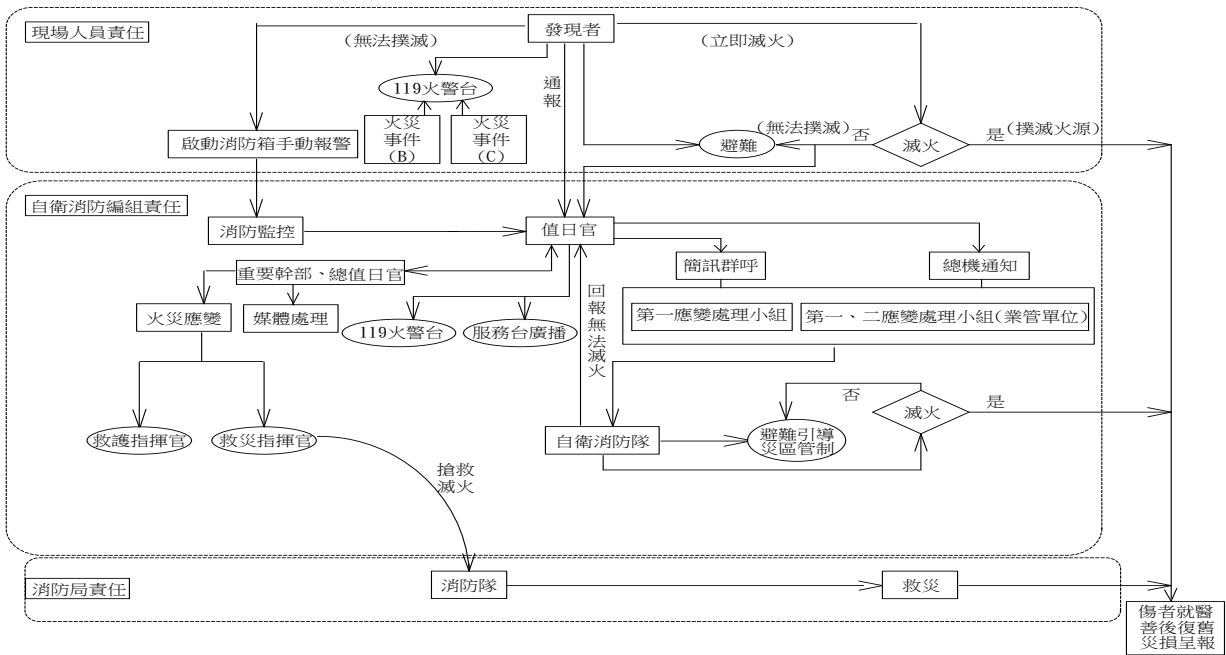 現場人員責任
發現者
(無法撲滅)
(立即滅火)
119火警台
通報
火災
事件
(B)
火災
事件
(C)
啟動消防箱手動報警
避難
(無法撲滅)
否
滅火
是
(撲滅火源)
自衛消防編組責任
消防監控
值日官
簡訊群呼
總機通知
重要幹部、總值日官
火災應變
媒體處理
119火警台
服務台廣播
回報無法滅火
第一應變處理小組
第一、二應變處理小組(業管單位)
否
滅火
是
救護指揮官
救災指揮官
自衛消防隊
避難引導
災區管制
搶救
滅火
消防局責任
消防隊
救災
傷者就醫
善後復舊
災損呈報